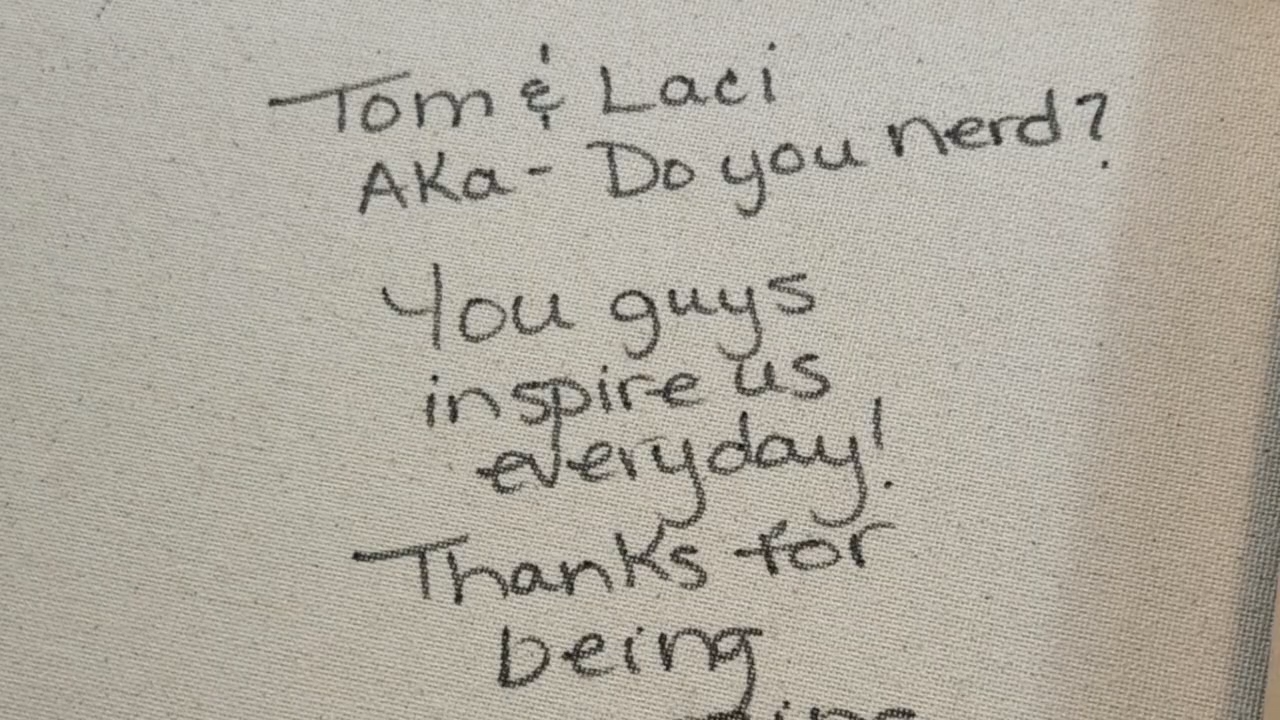 Tom & Laci
AKa - Do you nerd?
You guys
inspire us
everyday!
Thanks for
being